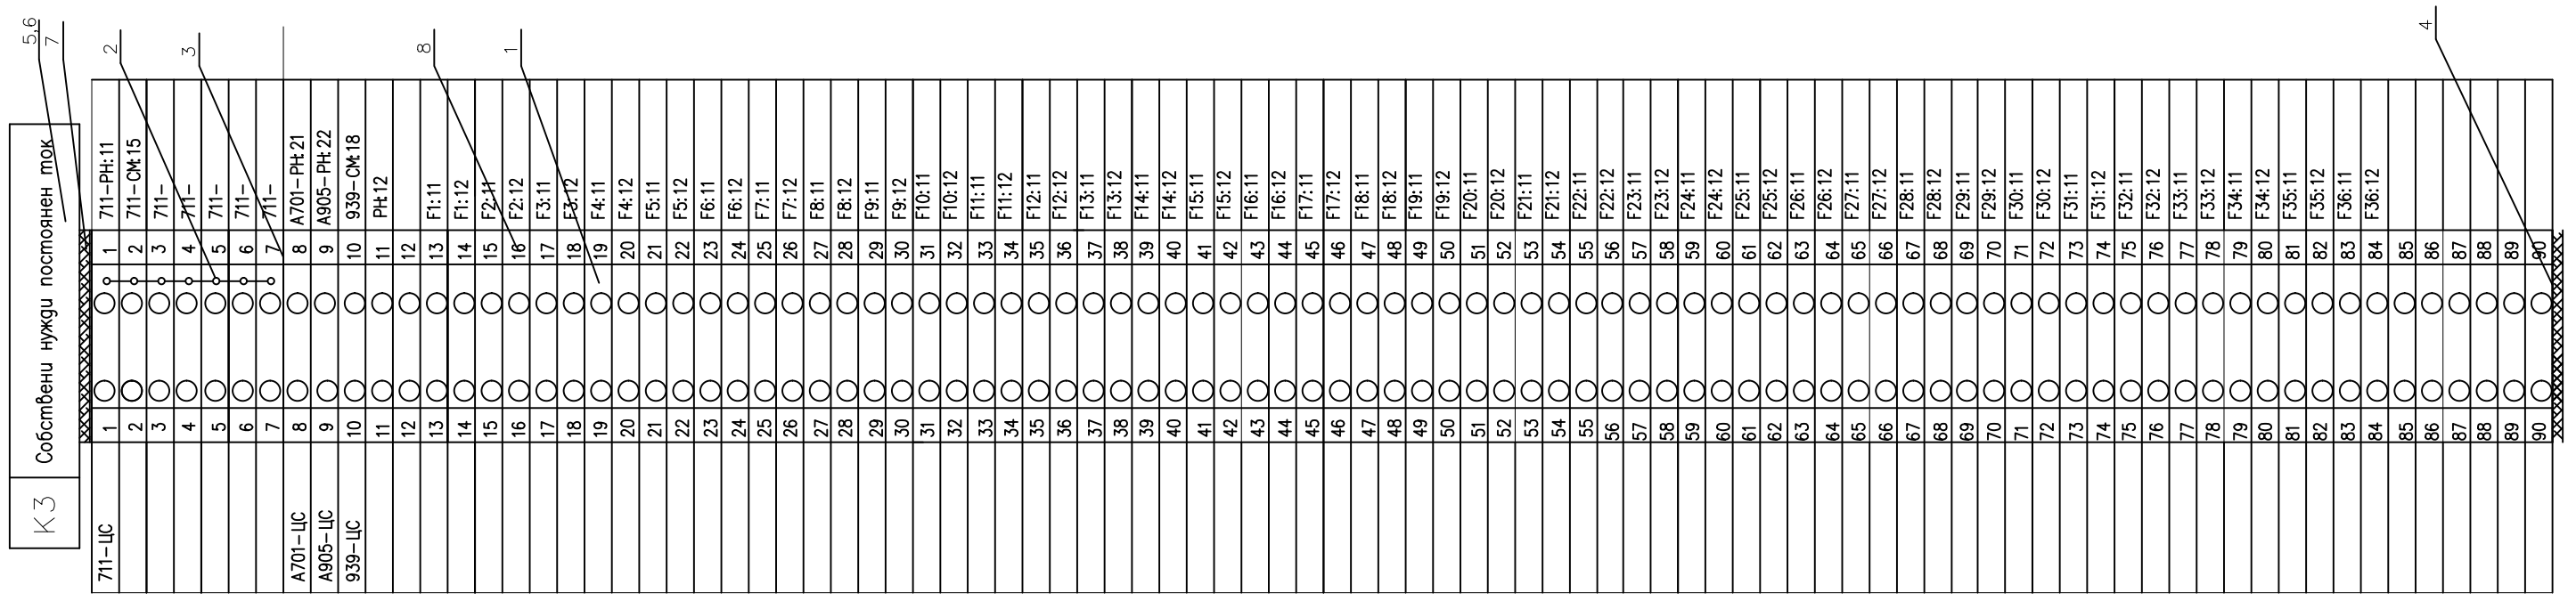 К3 Собствени нужди постоянен ток 5,6
7
711-ЦС 1 1 711-РН:11
2 2 711-СМ:15 2
3 3 711-
4 4 711-
5 5 711- 3
6 6 711-
7 7 711-
А701-ЦС 8 8 А701-РН:21
А905-ЦС 9 9 А905-РН:22
939-ЦС 10 10 939-СМ:18
11 11 РН:12
12 12
13 13 F1:11 8
14 14 F1:12
15 15 F2:11
16 16 F2:12 1
17 17 F3:11
18 18 F3:12
19 19 F4:11
20 20 F4:12
21 21 F5:11
22 22 F5:12
23 23 F6:11
24 24 F6:12
25 25 F7:11
26 26 F7:12
27 27 F8:11
28 28 F8:12
29 29 F9:11
30 30 F9:12
31 31 F10:11
32 32 F10:12
33 33 F11:11
34 34 F11:12
35 35 F12:11
36 36 F12:12
37 37 F13:11
38 38 F13:12
39 39 F14:11
40 40 F14:12
41 41 F15:11
42 42 F15:12
43 43 F16:11
44 44 F16:12
45 45 F17:11
46 46 F17:12
47 47 F18:11
48 48 F18:12
49 49 F19:11
50 50 F19:12
51 51 F20:11
52 52 F20:12
53 53 F21:11
54 54 F21:12
55 55 F22:11
56 56 F22:12
57 57 F23:11
58 58 F23:12
59 59 F24:11
60 60 F24:12
61 61 F25:11
62 62 F25:12
63 63 F26:11
64 64 F26:12
65 65 F27:11
66 66 F27:12
67 67 F28:11
68 68 F28:12
69 69 F29:11
70 70 F29:12
71 71 F30:11
72 72 F30:12
73 73 F31:11
74 74 F31:12
75 75 F32:11
76 76 F32:12
77 77 F33:11
78 78 F33:12
79 79 F34:11
80 80 F34:12
81 81 F35:11
82 82 F35:12
83 83 F36:11
84 84 F36:12
85 85
86 86 4
87 87
88 88
89 89
90 90